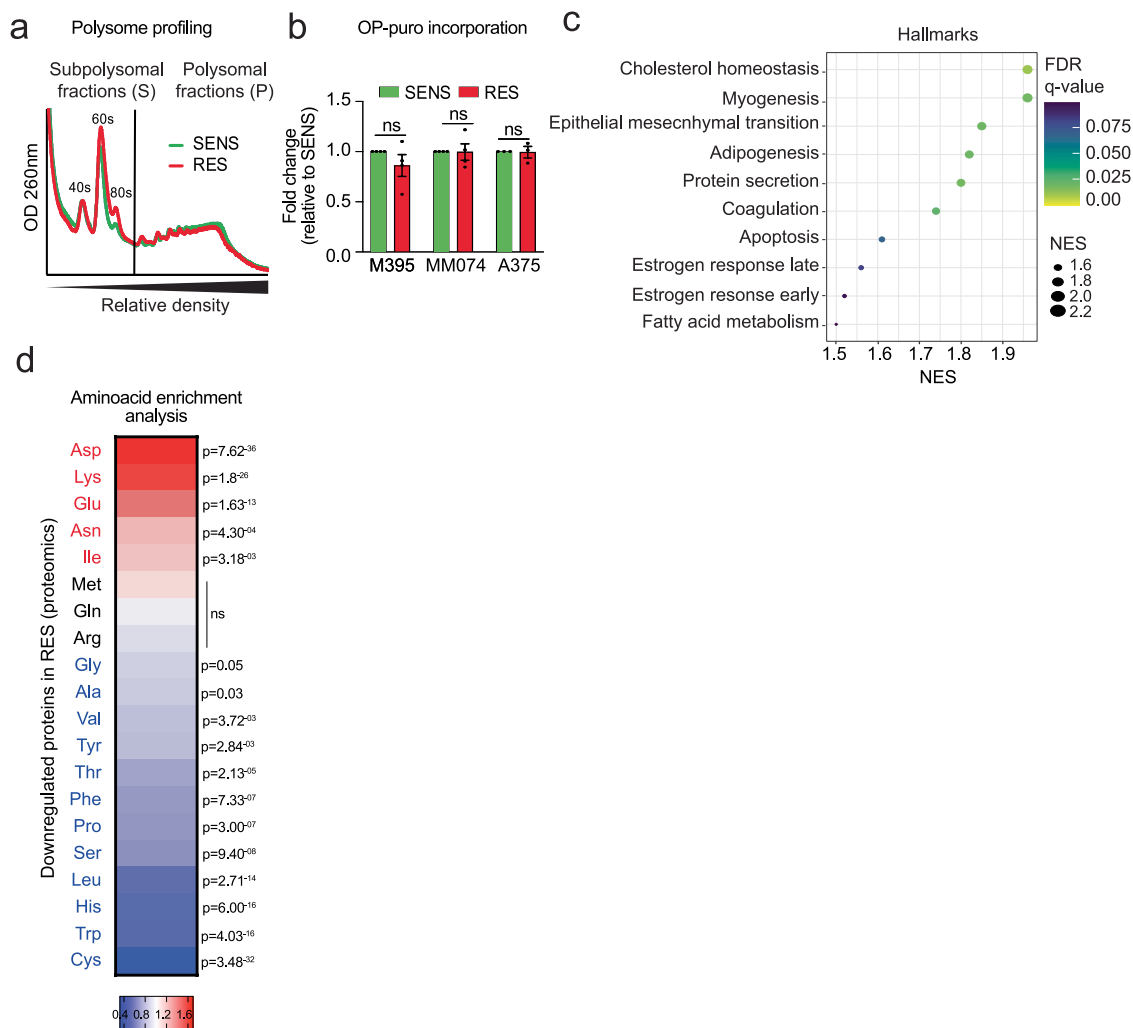 a
Polysome profiling
Subpolysomal
fractions (S)
Polysomal
fractions (P)
60s
40s
80s
SENS
RES
OD 260nm
Relative density
b
OP-puro incorporation
SENS
RES
Fold change
(relative to SENS)
1.5
1.0
0.5
0.0
ns
ns
ns
M395
MM074
A375
c
Hallmarks
Cholesterol homeostasis
Myogenesis
Epithelial mesecnhymal transition
Adipogenesis
Protein secretion
Coagulation
Apoptosis
Estrogen response late
Estrogen resonse early
Fatty acid metabolism
1.5
1.6
1.7
1.8
1.9
NES
FDR
q-value
0.075
0.050
0.025
0.00
NES
1.6
1.8
2.0
2.2
d
Aminoacid enrichment
analysis
Downregulated proteins in RES (proteomics)
Asp p=7.62-36
Lys p=1.8-26
Glu p=1.63-13
Asn p=4.30-04
Ile p=3.18-03
Met
Gln ns
Arg
Gly p=0.05
Ala p=0.03
Val p=3.72-03
Tyr p=2.84-03
Thr p=2.13-05
Phe p=7.33-07
Pro p=3.00-07
Ser p=9.40-08
Leu p=2.71-14
His p=6.00-16
Trp p=4.03-16
Cys p=3.48-32
0.4 0.8 1.2 1.6